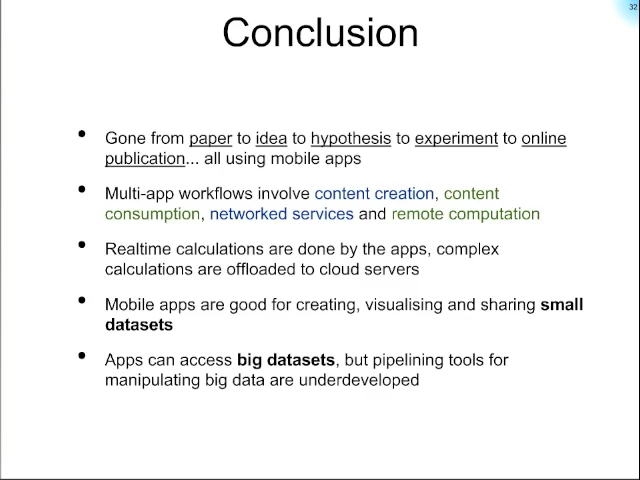 32
Conclusion
• Gone from paper to idea to hypothesis to experiment to online
publication... all using mobile apps
• Multi-app workflows involve content creation, content
consumption, networked services and remote computation
• Realtime calculations are done by the apps, complex
calculations are offloaded to cloud servers
• Mobile apps are good for creating, visualising and sharing small
datasets
• Apps can access big datasets, but pipelining tools for
manipulating big data are underdeveloped